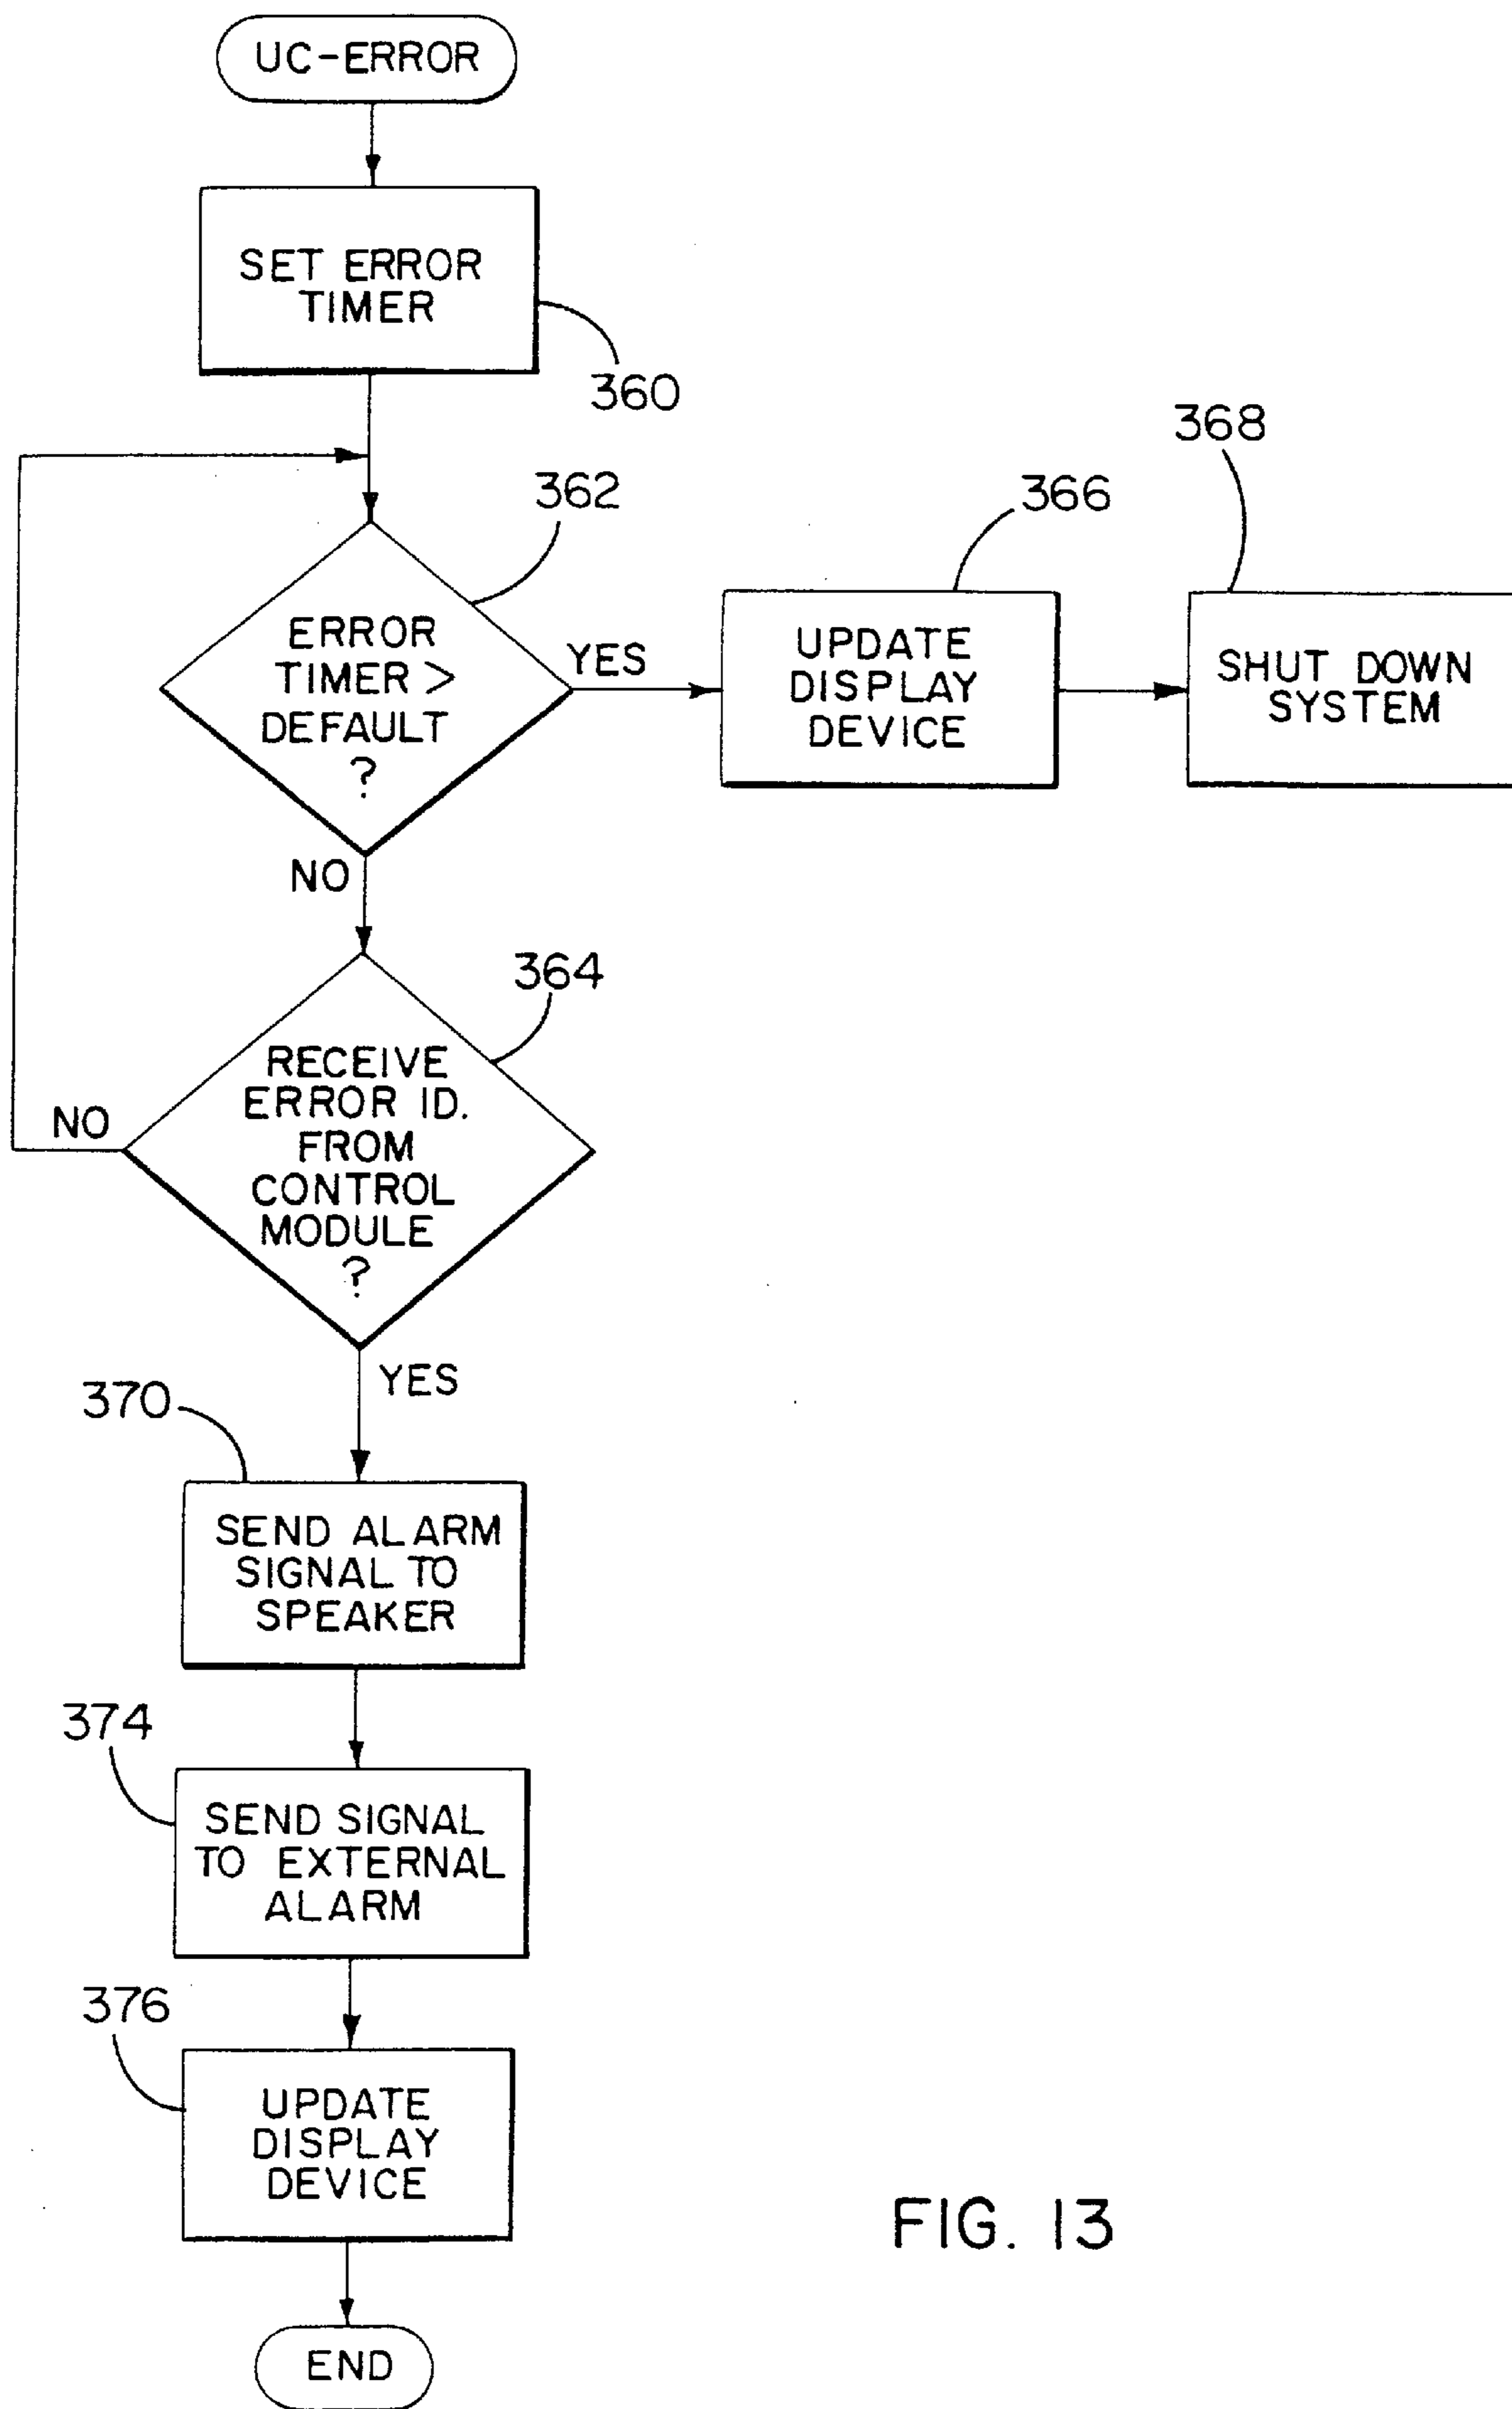 UC-ERROR
SET ERROR
TIMER
360
362
ERROR
TIMER >
DEFAULT
?
YES
366
UPDATE
DISPLAY
DEVICE
368
SHUT DOWN
SYSTEM
NO
364
RECEIVE
ERROR ID.
FROM
CONTROL
MODULE
?
NO
YES
370
SEND ALARM
SIGNAL TO
SPEAKER
374
SEND SIGNAL
TO EXTERNAL
ALARM
376
UPDATE
DISPLAY
DEVICE
END
FIG. 13